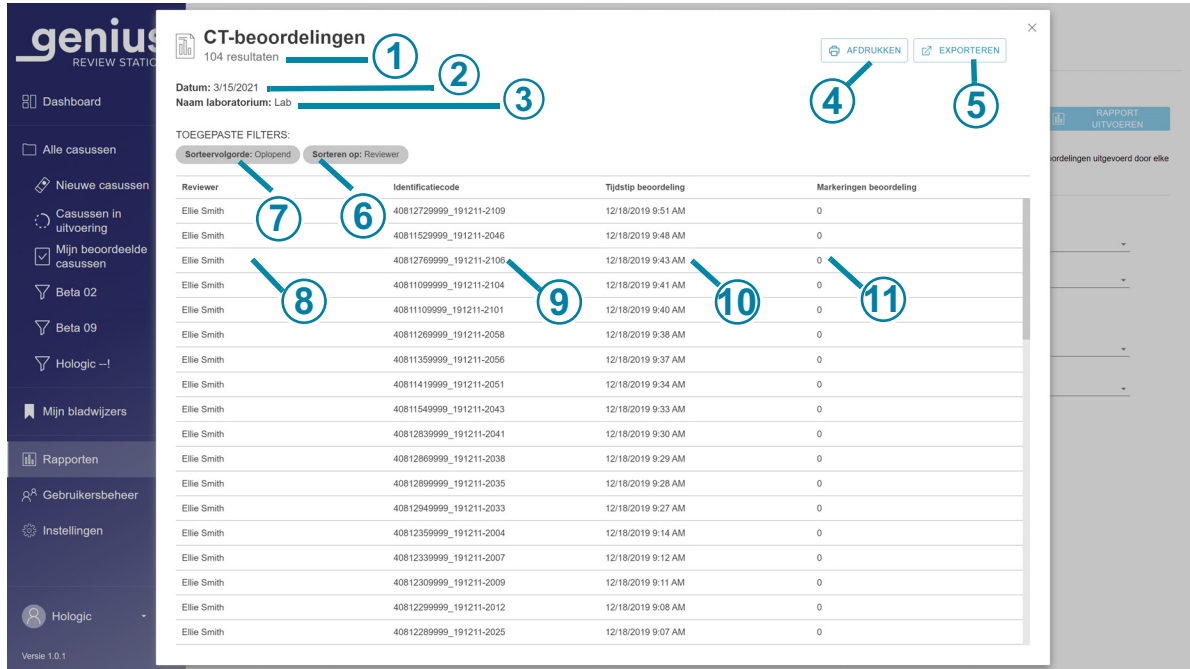 genius
REVIEW STATIO
Dashboard
Alle casussen
Nieuwe casussen
Casussen in
uitvoering
Mijn beoordeelde
casussen
Beta 02
Beta 09
Hologic --!
Mijn bladwijzers
Rapporten
Gebruikersbeheer
Instellingen
Hologic
Versie 1.0.1
CT-beoordelingen
104 resultaten
1
AFDRUKKEN
EXPORTEREN
4
5
Datum: 3/15/2021
2
Naam laboratorium: Lab
3
TOEGEPASTE FILTERS:
Sorteervolgorde: Oplopend
Sorteren op: Reviewer
7
6
Reviewer Identificatiecode Tijdstip beoordeling Markeringen beoordeling
Ellie Smith 40812729999_191211-2109 12/18/2019 9:51 AM 0
Ellie Smith 40811529999_191211-2046 12/18/2019 9:48 AM 0
Ellie Smith 40812769999_191211-2106 12/18/2019 9:43 AM 0
8
9
10
11
Ellie Smith 40811099999_191211-2104 12/18/2019 9:41 AM 0
Ellie Smith 40811109999_191211-2101 12/18/2019 9:40 AM 0
Ellie Smith 40811269999_191211-2058 12/18/2019 9:38 AM 0
Ellie Smith 40811359999_191211-2056 12/18/2019 9:37 AM 0
Ellie Smith 40811419999_191211-2051 12/18/2019 9:34 AM 0
Ellie Smith 40811549999_191211-2043 12/18/2019 9:33 AM 0
Ellie Smith 40812839999_191211-2041 12/18/2019 9:30 AM 0
Ellie Smith 40812869999_191211-2038 12/18/2019 9:29 AM 0
Ellie Smith 40812899999_191211-2035 12/18/2019 9:28 AM 0
Ellie Smith 40812949999_191211-2033 12/18/2019 9:27 AM 0
Ellie Smith 40812359999_191211-2004 12/18/2019 9:14 AM 0
Ellie Smith 40812339999_191211-2007 12/18/2019 9:12 AM 0
Ellie Smith 40812309999_191211-2009 12/18/2019 9:11 AM 0
Ellie Smith 40812299999_191211-2012 12/18/2019 9:08 AM 0
Ellie Smith 40812289999_191211-2025 12/18/2019 9:07 AM 0
RAPPORT
UITVOEREN
ordelingen uitgevoerd door elke